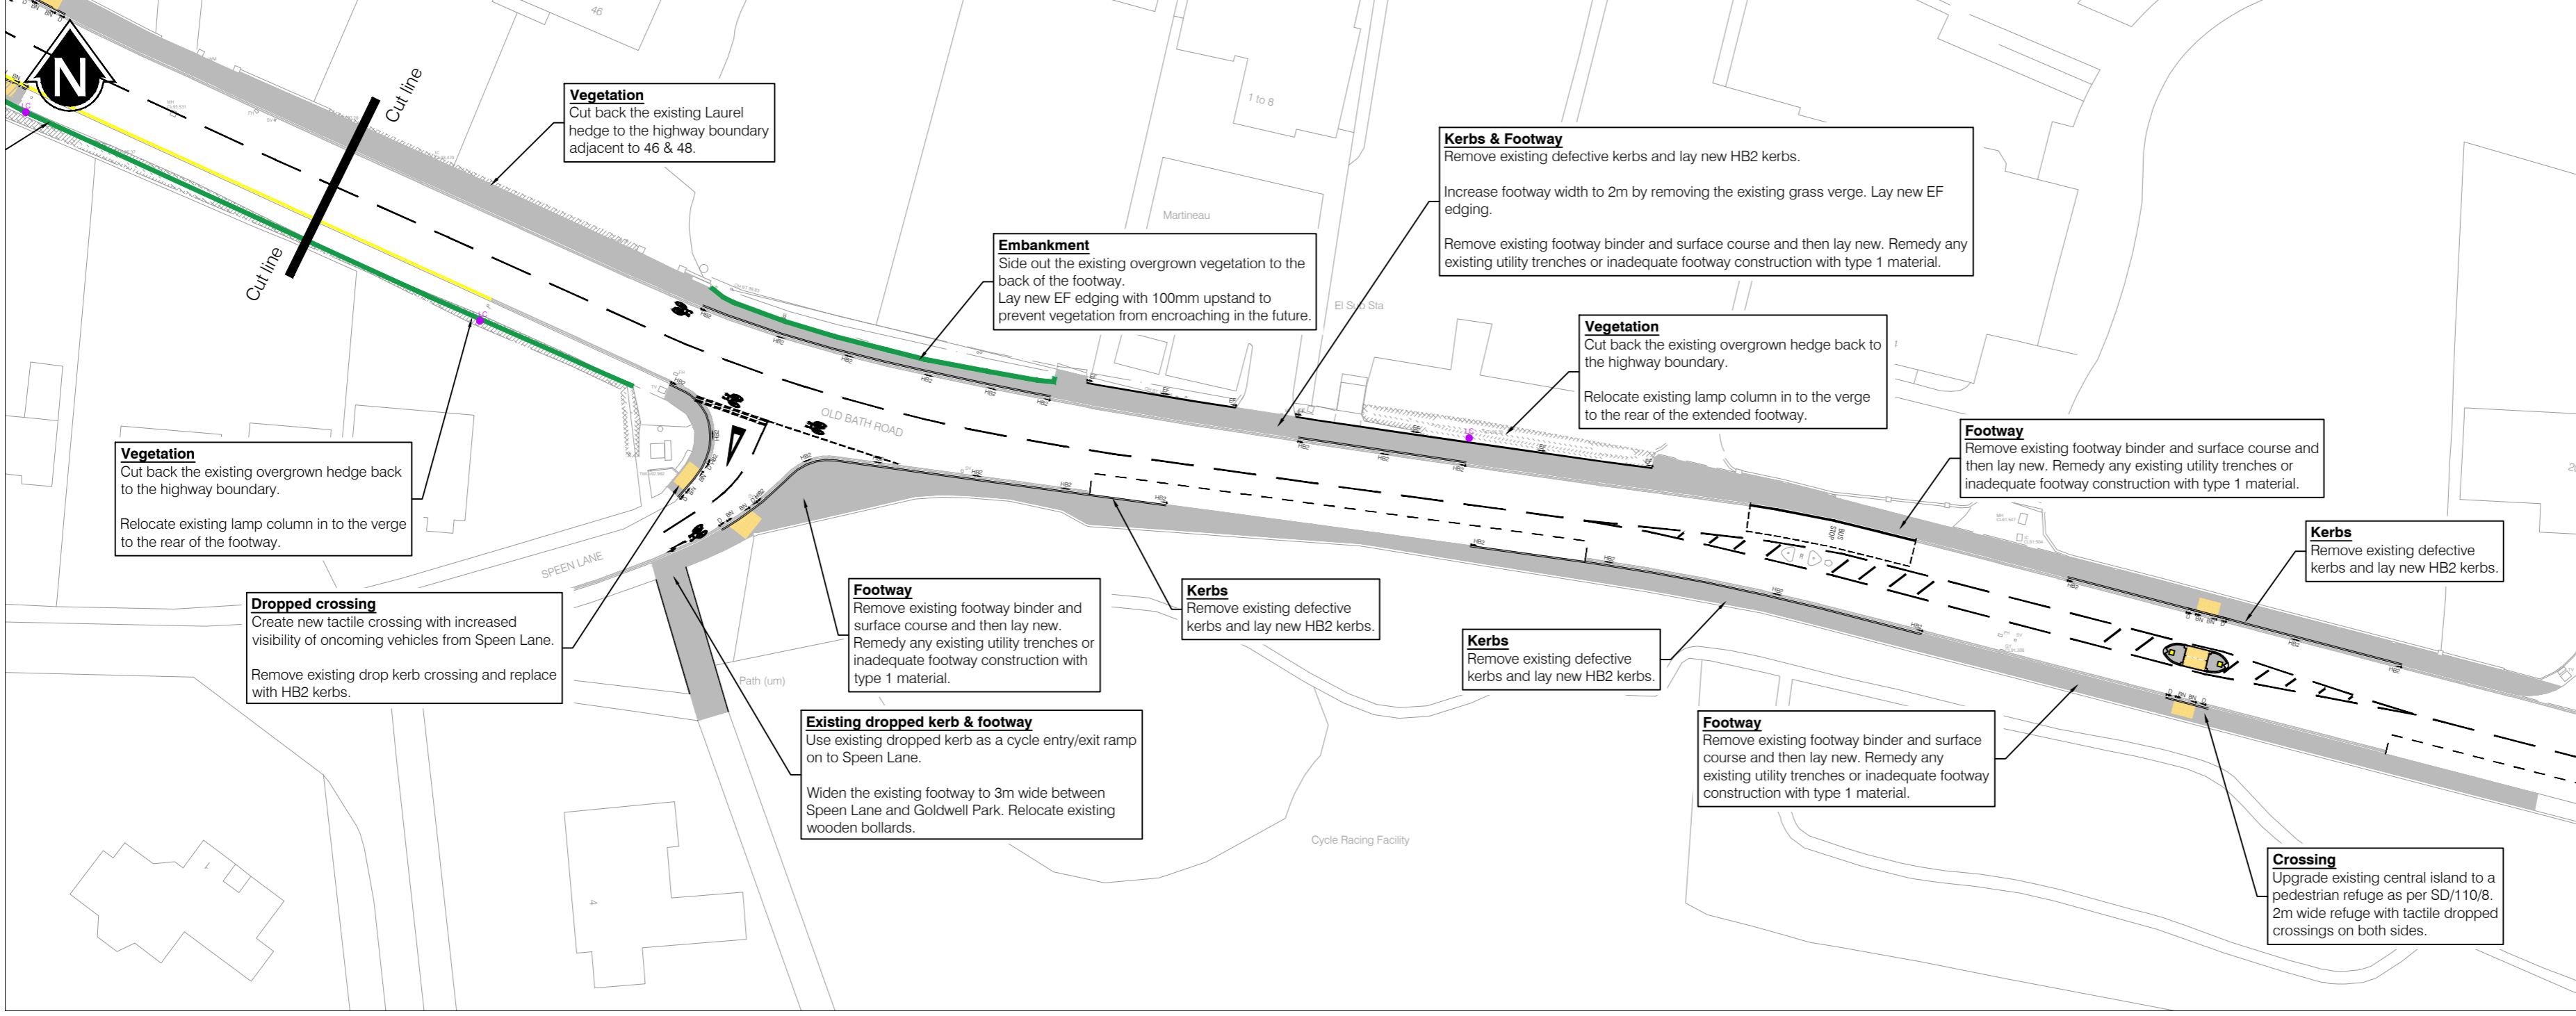 N
Cut line
Cut line
46
Vegetation
Cut back the existing Laurel
hedge to the highway boundary
adjacent to 46 & 48.
1 to 8
Martineau
Embankment
Side out the existing overgrown vegetation to the
back of the footway.
Lay new EF edging with 100mm upstand to
prevent vegetation from encroaching in the future.
El Sub Sta
Kerbs & Footway
Remove existing defective kerbs and lay new HB2 kerbs.
Increase footway width to 2m by removing the existing grass verge. Lay new EF
edging.
Remove existing footway binder and surface course and then lay new. Remedy any
existing utility trenches or inadequate footway construction with type 1 material.
Vegetation
Cut back the existing overgrown hedge back to
the highway boundary.
Relocate existing lamp column in to the verge
to the rear of the extended footway.
Footway
Remove existing footway binder and surface course and
then lay new. Remedy any existing utility trenches or
inadequate footway construction with type 1 material.
Kerbs
Remove existing defective
kerbs and lay new HB2 kerbs.
OLD BATH ROAD
BUS
STOP
LC
LC
LC
Vegetation
Cut back the existing overgrown hedge back
to the highway boundary.
Relocate existing lamp column in to the verge
to the rear of the footway.
SPEEN LANE
Dropped crossing
Create new tactile crossing with increased
visibility of oncoming vehicles from Speen Lane.
Remove existing drop kerb crossing and replace
with HB2 kerbs.
Footway
Remove existing footway binder and
surface course and then lay new.
Remedy any existing utility trenches or
inadequate footway construction with
type 1 material.
Kerbs
Remove existing defective
kerbs and lay new HB2 kerbs.
Kerbs
Remove existing defective
kerbs and lay new HB2 kerbs.
Path (um)
Existing dropped kerb & footway
Use existing dropped kerb as a cycle entry/exit ramp
on to Speen Lane.
Widen the existing footway to 3m wide between
Speen Lane and Goldwell Park. Relocate existing
wooden bollards.
Footway
Remove existing footway binder and surface
course and then lay new. Remedy any
existing utility trenches or inadequate footway
construction with type 1 material.
Cycle Racing Facility
Crossing
Upgrade existing central island to a
pedestrian refuge as per SD/110/8.
2m wide refuge with tactile dropped
crossings on both sides.
1
4